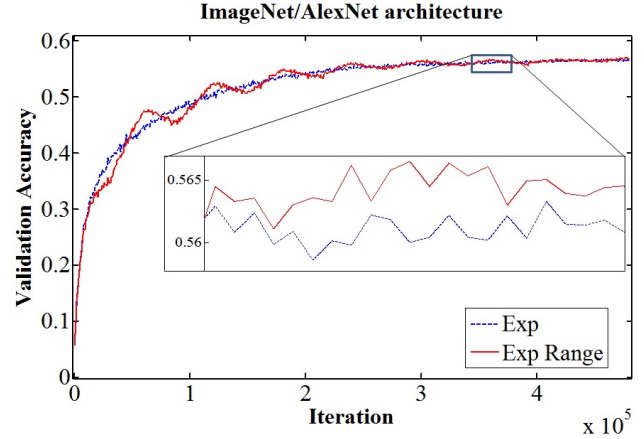 ImageNet/AlexNet architecture
0.6
0.5
0.4
0.3
0.2
0.1
0
Validation Accuracy
0.565
0.56
Exp
Exp Range
0 1 2 3 4
Iteration
x 10^5